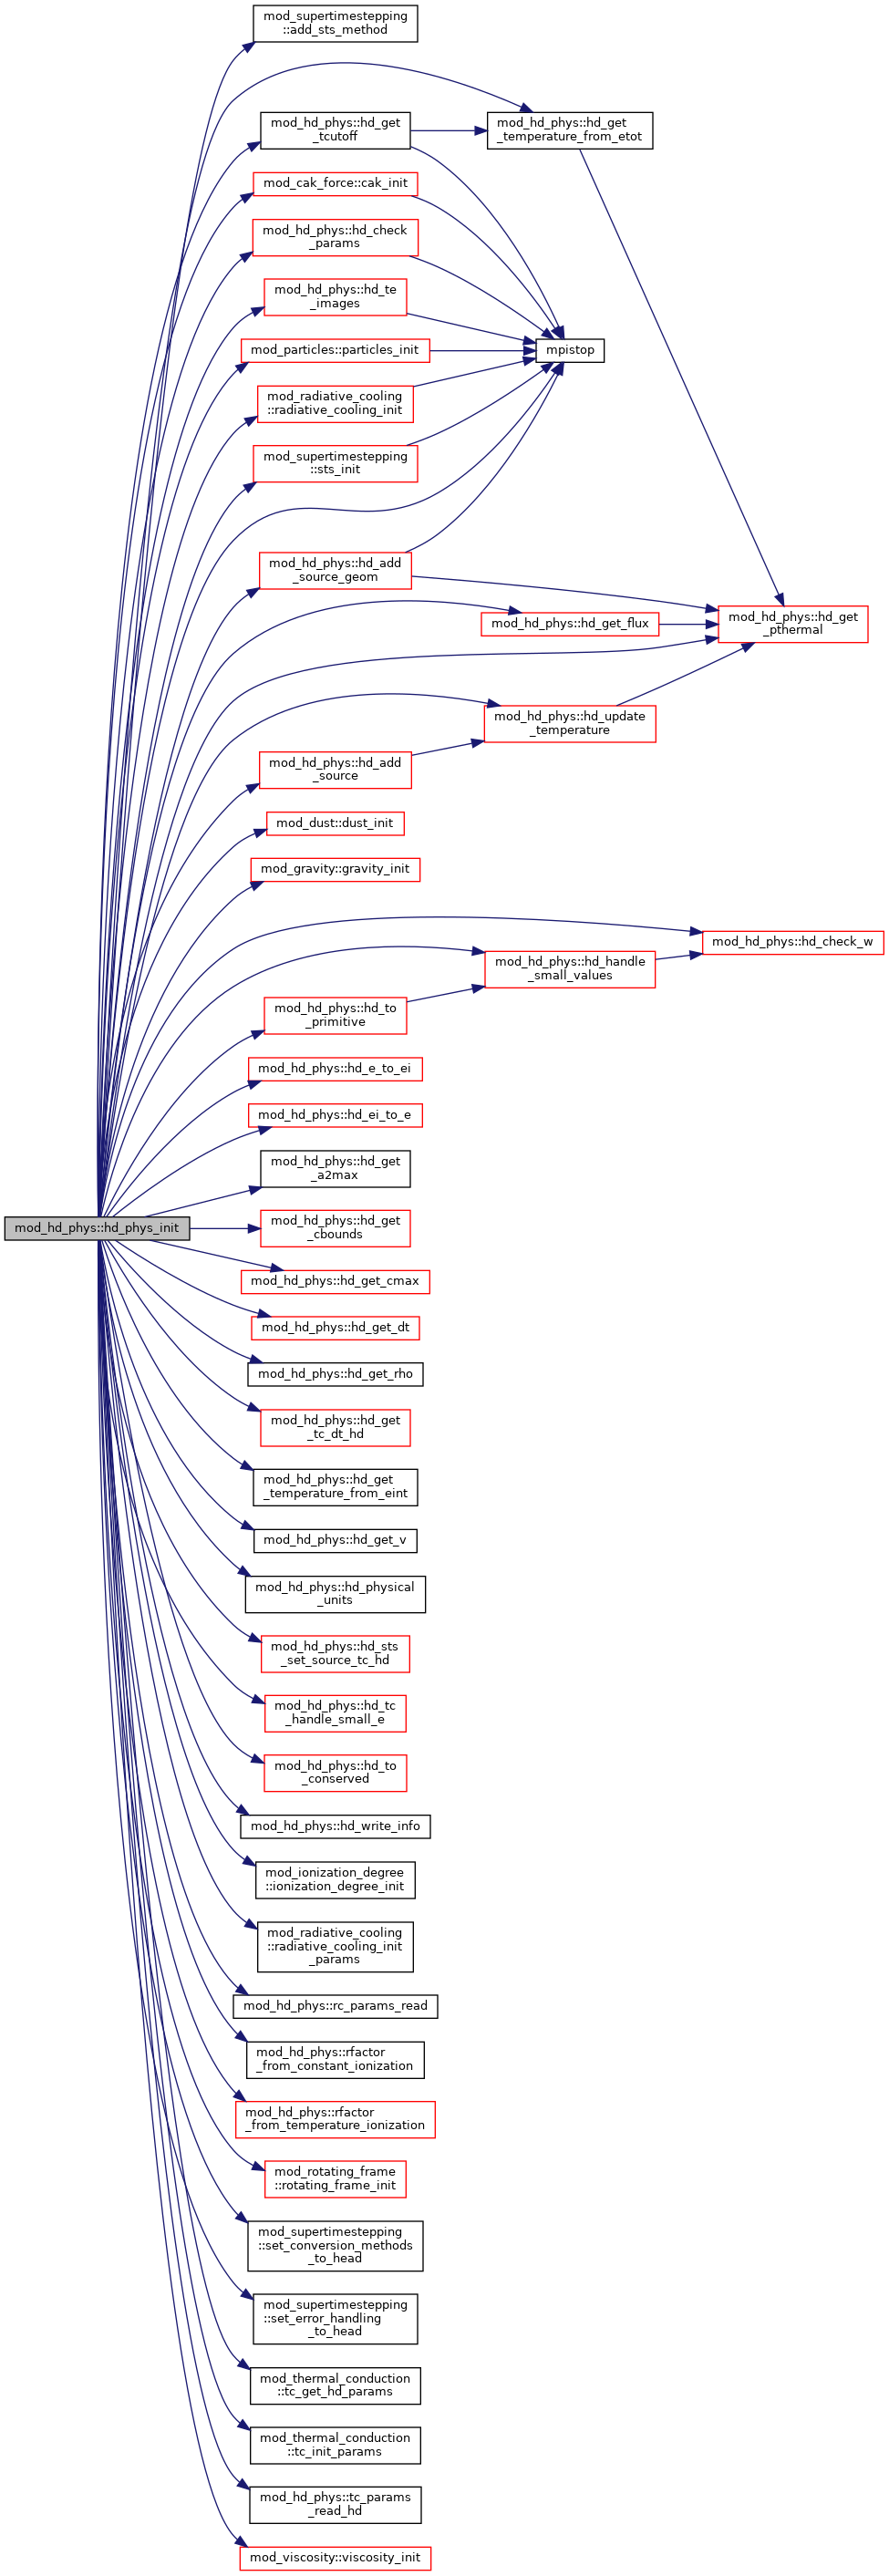 mod_supertimestepping
::add_sts_method
mod_hd_phys::hd_get
_tcutoff
mod_hd_phys::hd_get
_temperature_from_etot
mod_cak_force::cak_init
mod_hd_phys::hd_check
_params
mod_hd_phys::hd_te
_images
mod_particles::particles_init
mpistop
mod_radiative_cooling
::radiative_cooling_init
mod_supertimestepping
::sts_init
mod_hd_phys::hd_add
_source_geom
mod_hd_phys::hd_get_flux
mod_hd_phys::hd_get
_pthermal
mod_hd_phys::hd_update
_temperature
mod_hd_phys::hd_add
_source
mod_dust::dust_init
mod_gravity::gravity_init
mod_hd_phys::hd_check_w
mod_hd_phys::hd_handle
_small_values
mod_hd_phys::hd_to
_primitive
mod_hd_phys::hd_e_to_ei
mod_hd_phys::hd_ei_to_e
mod_hd_phys::hd_get
_a2max
mod_hd_phys::hd_phys_init
mod_hd_phys::hd_get
_cbounds
mod_hd_phys::hd_get_cmax
mod_hd_phys::hd_get_dt
mod_hd_phys::hd_get_rho
mod_hd_phys::hd_get
_tc_dt_hd
mod_hd_phys::hd_get
_temperature_from_eint
mod_hd_phys::hd_get_v
mod_hd_phys::hd_physical
_units
mod_hd_phys::hd_sts
_set_source_tc_hd
mod_hd_phys::hd_tc
_handle_small_e
mod_hd_phys::hd_to
_conserved
mod_hd_phys::hd_write_info
mod_ionization_degree
::ionization_degree_init
mod_radiative_cooling
::radiative_cooling_init
_params
mod_hd_phys::rc_params_read
mod_hd_phys::rfactor
_from_constant_ionization
mod_hd_phys::rfactor
_from_temperature_ionization
mod_rotating_frame
::rotating_frame_init
mod_supertimestepping
::set_conversion_methods
_to_head
mod_supertimestepping
::set_error_handling
_to_head
mod_thermal_conduction
::tc_get_hd_params
mod_thermal_conduction
::tc_init_params
mod_hd_phys::tc_params
_read_hd
mod_viscosity::viscosity_init